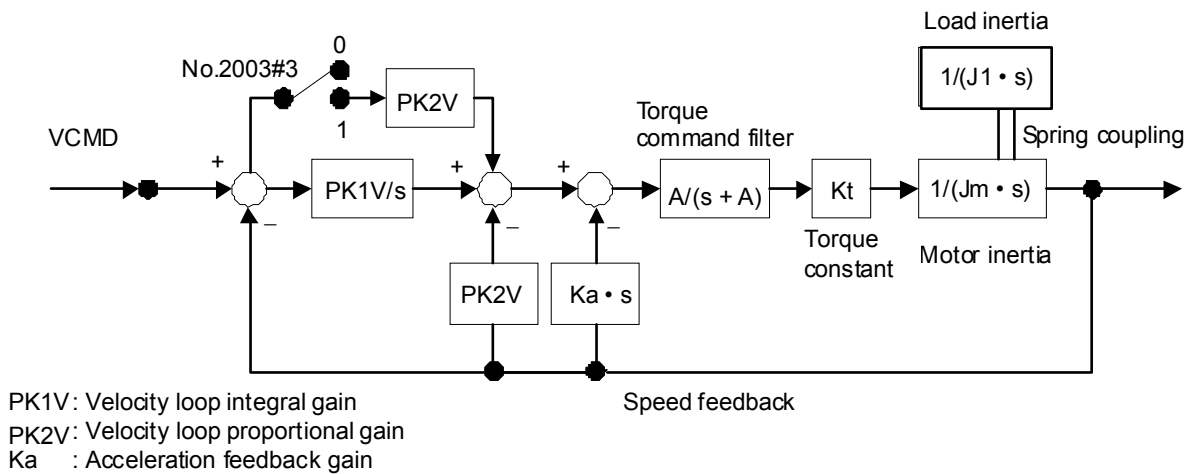 Load inertia
0
No.2003#3
1/(J1 • s)
PK2V
Torque
command filter
1
VCMD
Spring coupling
+
+
+
PK1V/s
A/(s + A)
Kt
1/(Jm • s)
–
–
–
Torque
constant
Motor inertia
PK2V
Ka • s
Speed feedback
PK1V : Velocity loop integral gain
PK2V : Velocity loop proportional gain
Ka : Acceleration feedback gain